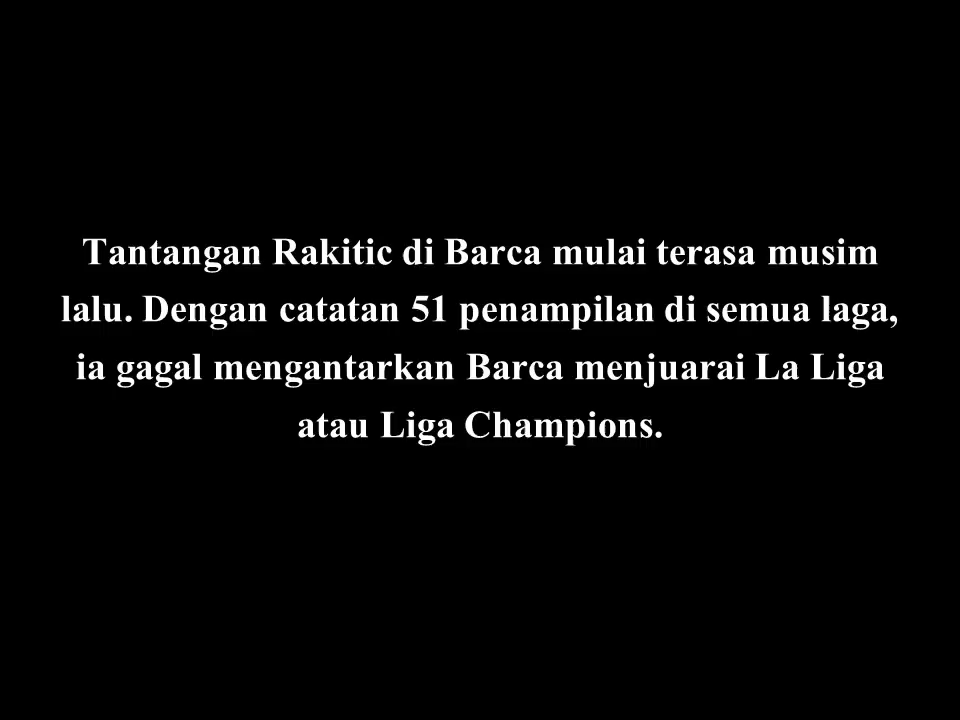 Tantangan Rakitic di Barca mulai terasa musim
lalu. Dengan catatan 51 penampilan di semua laga,
ia gagal mengantarkan Barca menjuarai La Liga
atau Liga Champions.